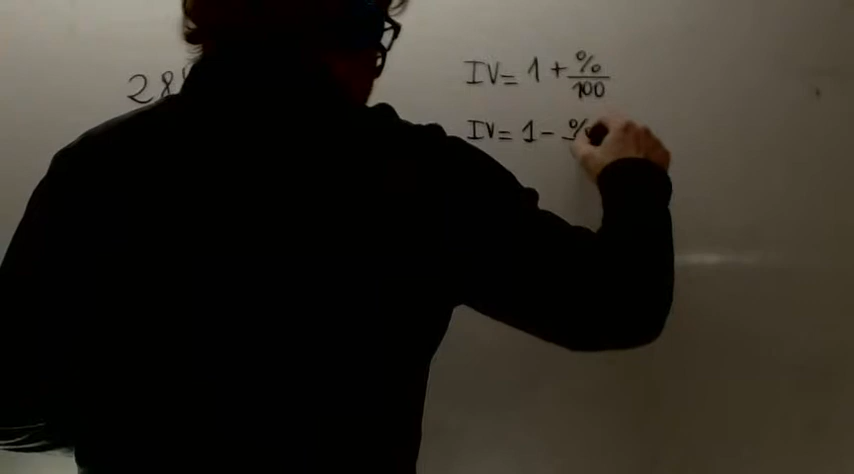 28
IV = 1 + %/100
IV = 1 - %